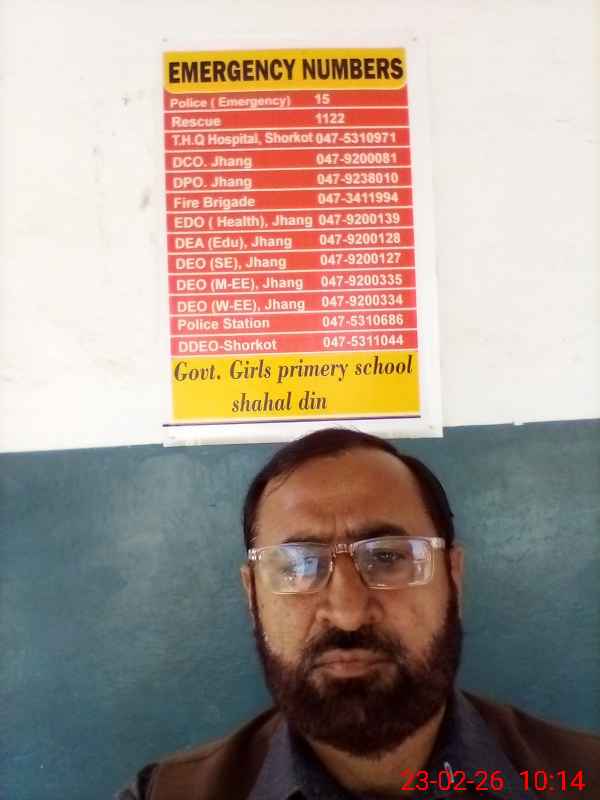 EMERGENCY NUMBERS
Police ( Emergency) 15
Rescue 1122
T.H.Q Hospital, Shorkot 047-5310971
DCO. Jhang 047-9200081
DPO. Jhang 047-9238010
Fire Brigade 047-3411994
EDO ( Health), Jhang 047-9200139
DEA (Edu), Jhang 047-9200128
DEO (SE), Jhang 047-9200127
DEO (M-EE), Jhang 047-9200335
DEO (W-EE), Jhang 047-9200334
Police Station 047-5310686
DDEO-Shorkot 047-5311044
Govt. Girls primery school
shahal din
23-02-26 10:14